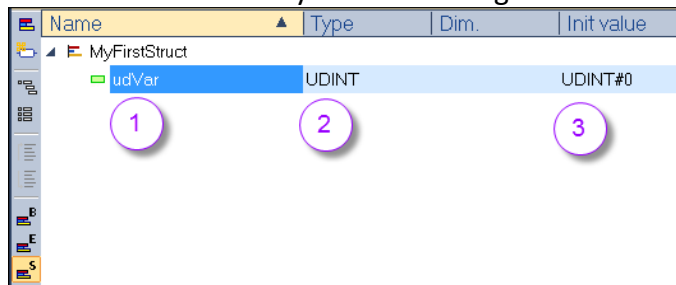 Name Type Dim. Init value
MyFirstStruct
udVar UDINT UDINT#0
1 2 3
B
E
S